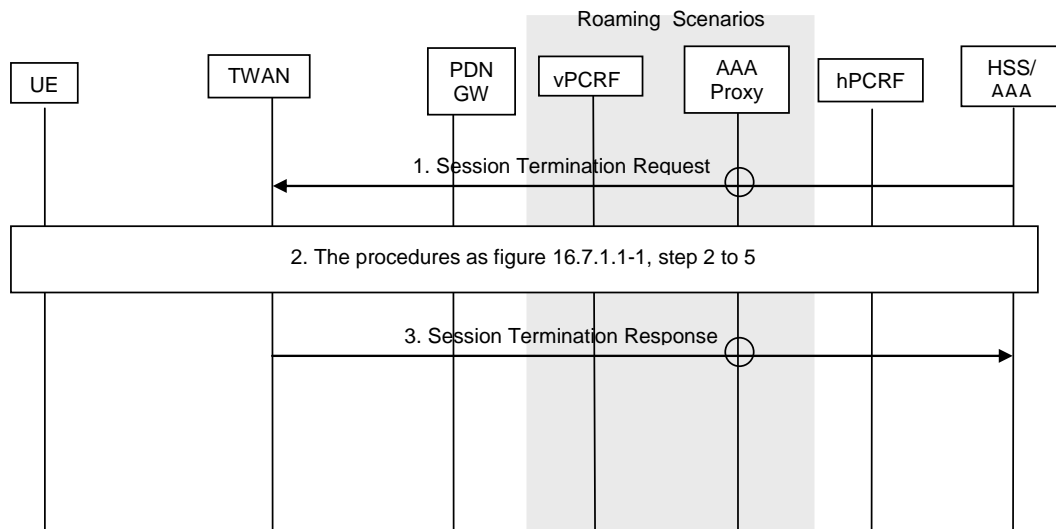 Roaming Scenarios
UE
TWAN
PDN
GW
vPCRF
AAA
Proxy
hPCRF
HSS/
AAA
1. Session Termination Request
2. The procedures as figure 16.7.1.1-1, step 2 to 5
3. Session Termination Response